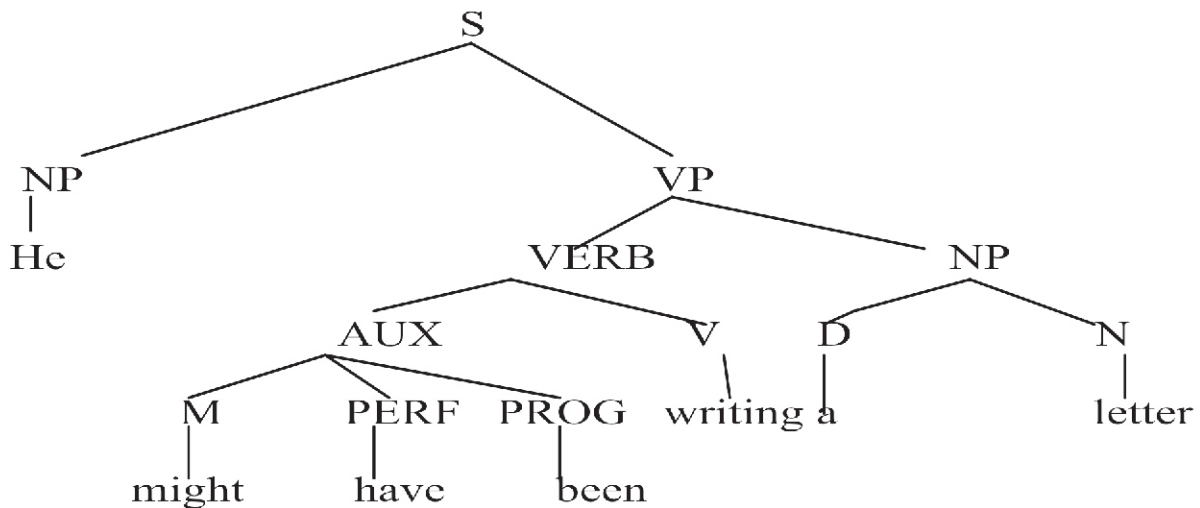 S
NP VP
He VERB NP
AUX V D N
M PERF PROG writing a letter
might have been